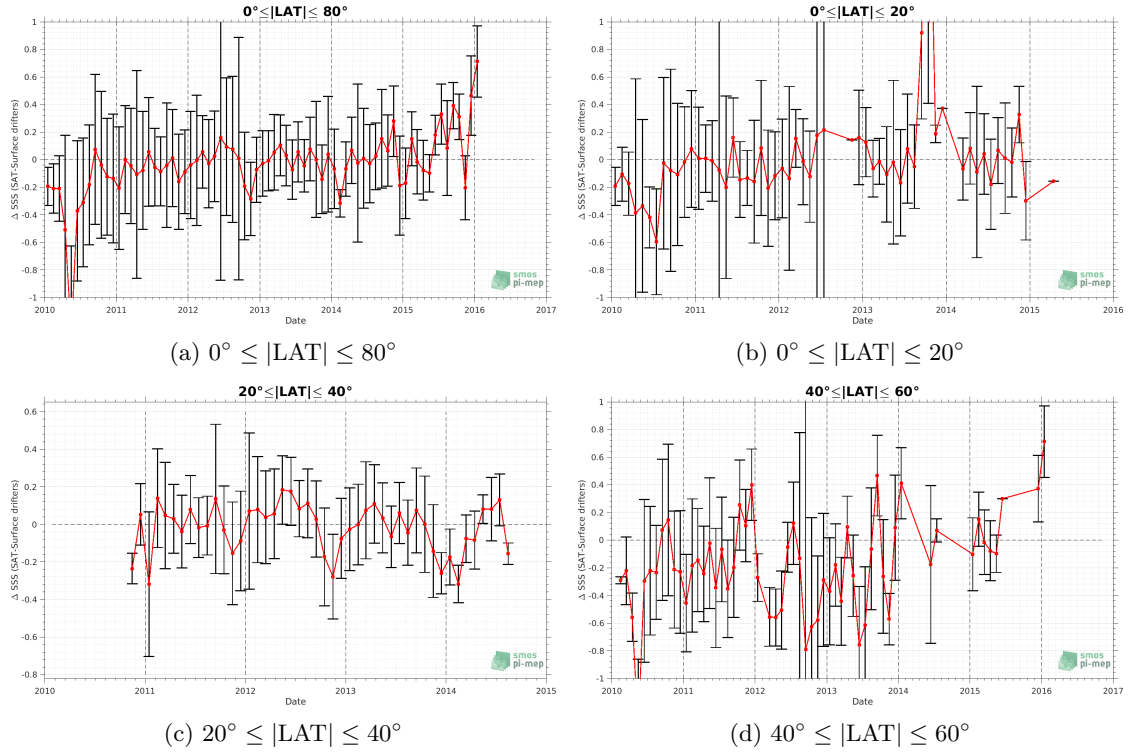 0°≤|LAT|≤ 80°
Δ SSS (SAT-Surface drifters)
1
0.8
0.6
0.4
0.2
0
-0.2
-0.4
-0.6
-0.8
-1
2010 2011 2012 2013 2014 2015 2016 2017
Date
smos
pi-mep
(a) 0° ≤ |LAT| ≤ 80°
0°≤|LAT|≤ 20°
Δ SSS (SAT-Surface drifters)
1
0.8
0.6
0.4
0.2
0
-0.2
-0.4
-0.6
-0.8
-1
2010 2011 2012 2013 2014 2015 2016
Date
smos
pi-mep
(b) 0° ≤ |LAT| ≤ 20°
20°≤|LAT|≤ 40°
Δ SSS (SAT-Surface drifters)
0.6
0.4
0.2
0
-0.2
-0.4
-0.6
-0.8
2010 2011 2012 2013 2014 2015
Date
smos
pi-mep
(c) 20° ≤ |LAT| ≤ 40°
40°≤|LAT|≤ 60°
Δ SSS (SAT-Surface drifters)
1
0.8
0.6
0.4
0.2
0
-0.2
-0.4
-0.6
-0.8
-1
2010 2011 2012 2013 2014 2015 2016 2017
Date
smos
pi-mep
(d) 40° ≤ |LAT| ≤ 60°